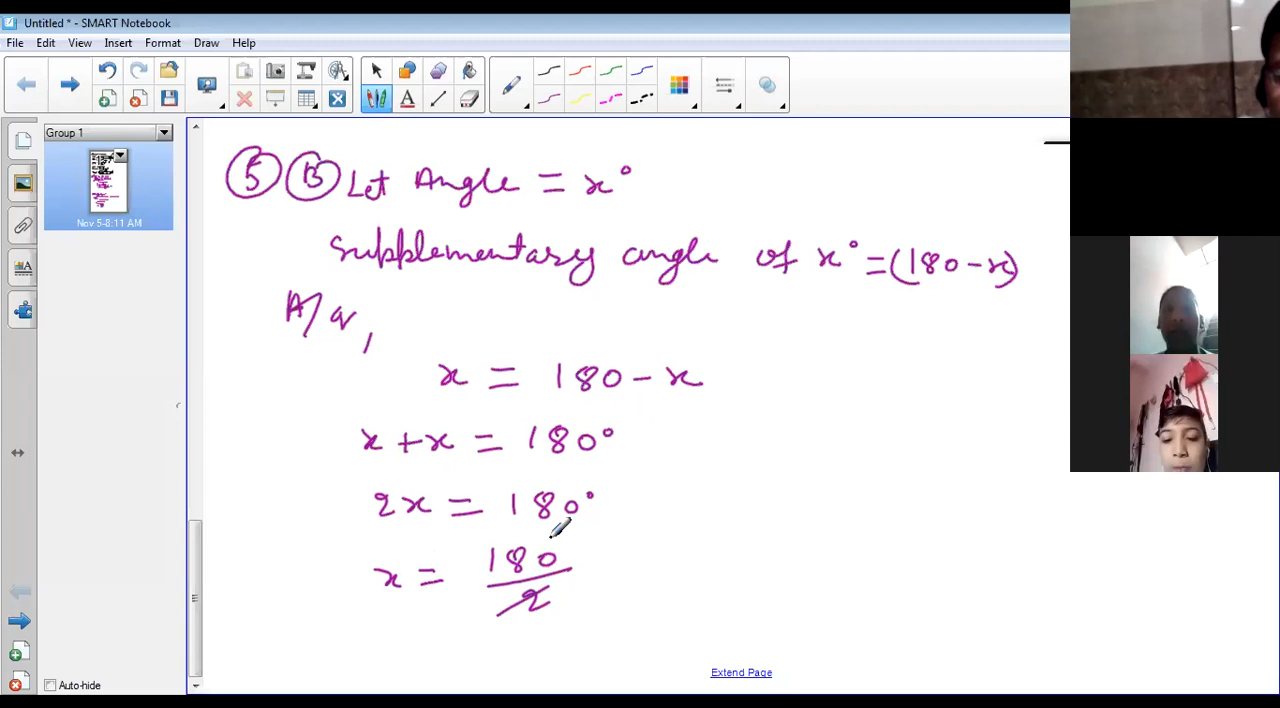 Untitled * - SMART Notebook
File Edit View Insert Format Draw Help
Group 1
Nov 5-8:11 AM
5 B Let Angle = x°
Supplementary angle of x° = (180 - x)
A/q,
x = 180 - x
x + x = 180°
2x = 180°
x = 180/2
Extend Page
Auto-hide